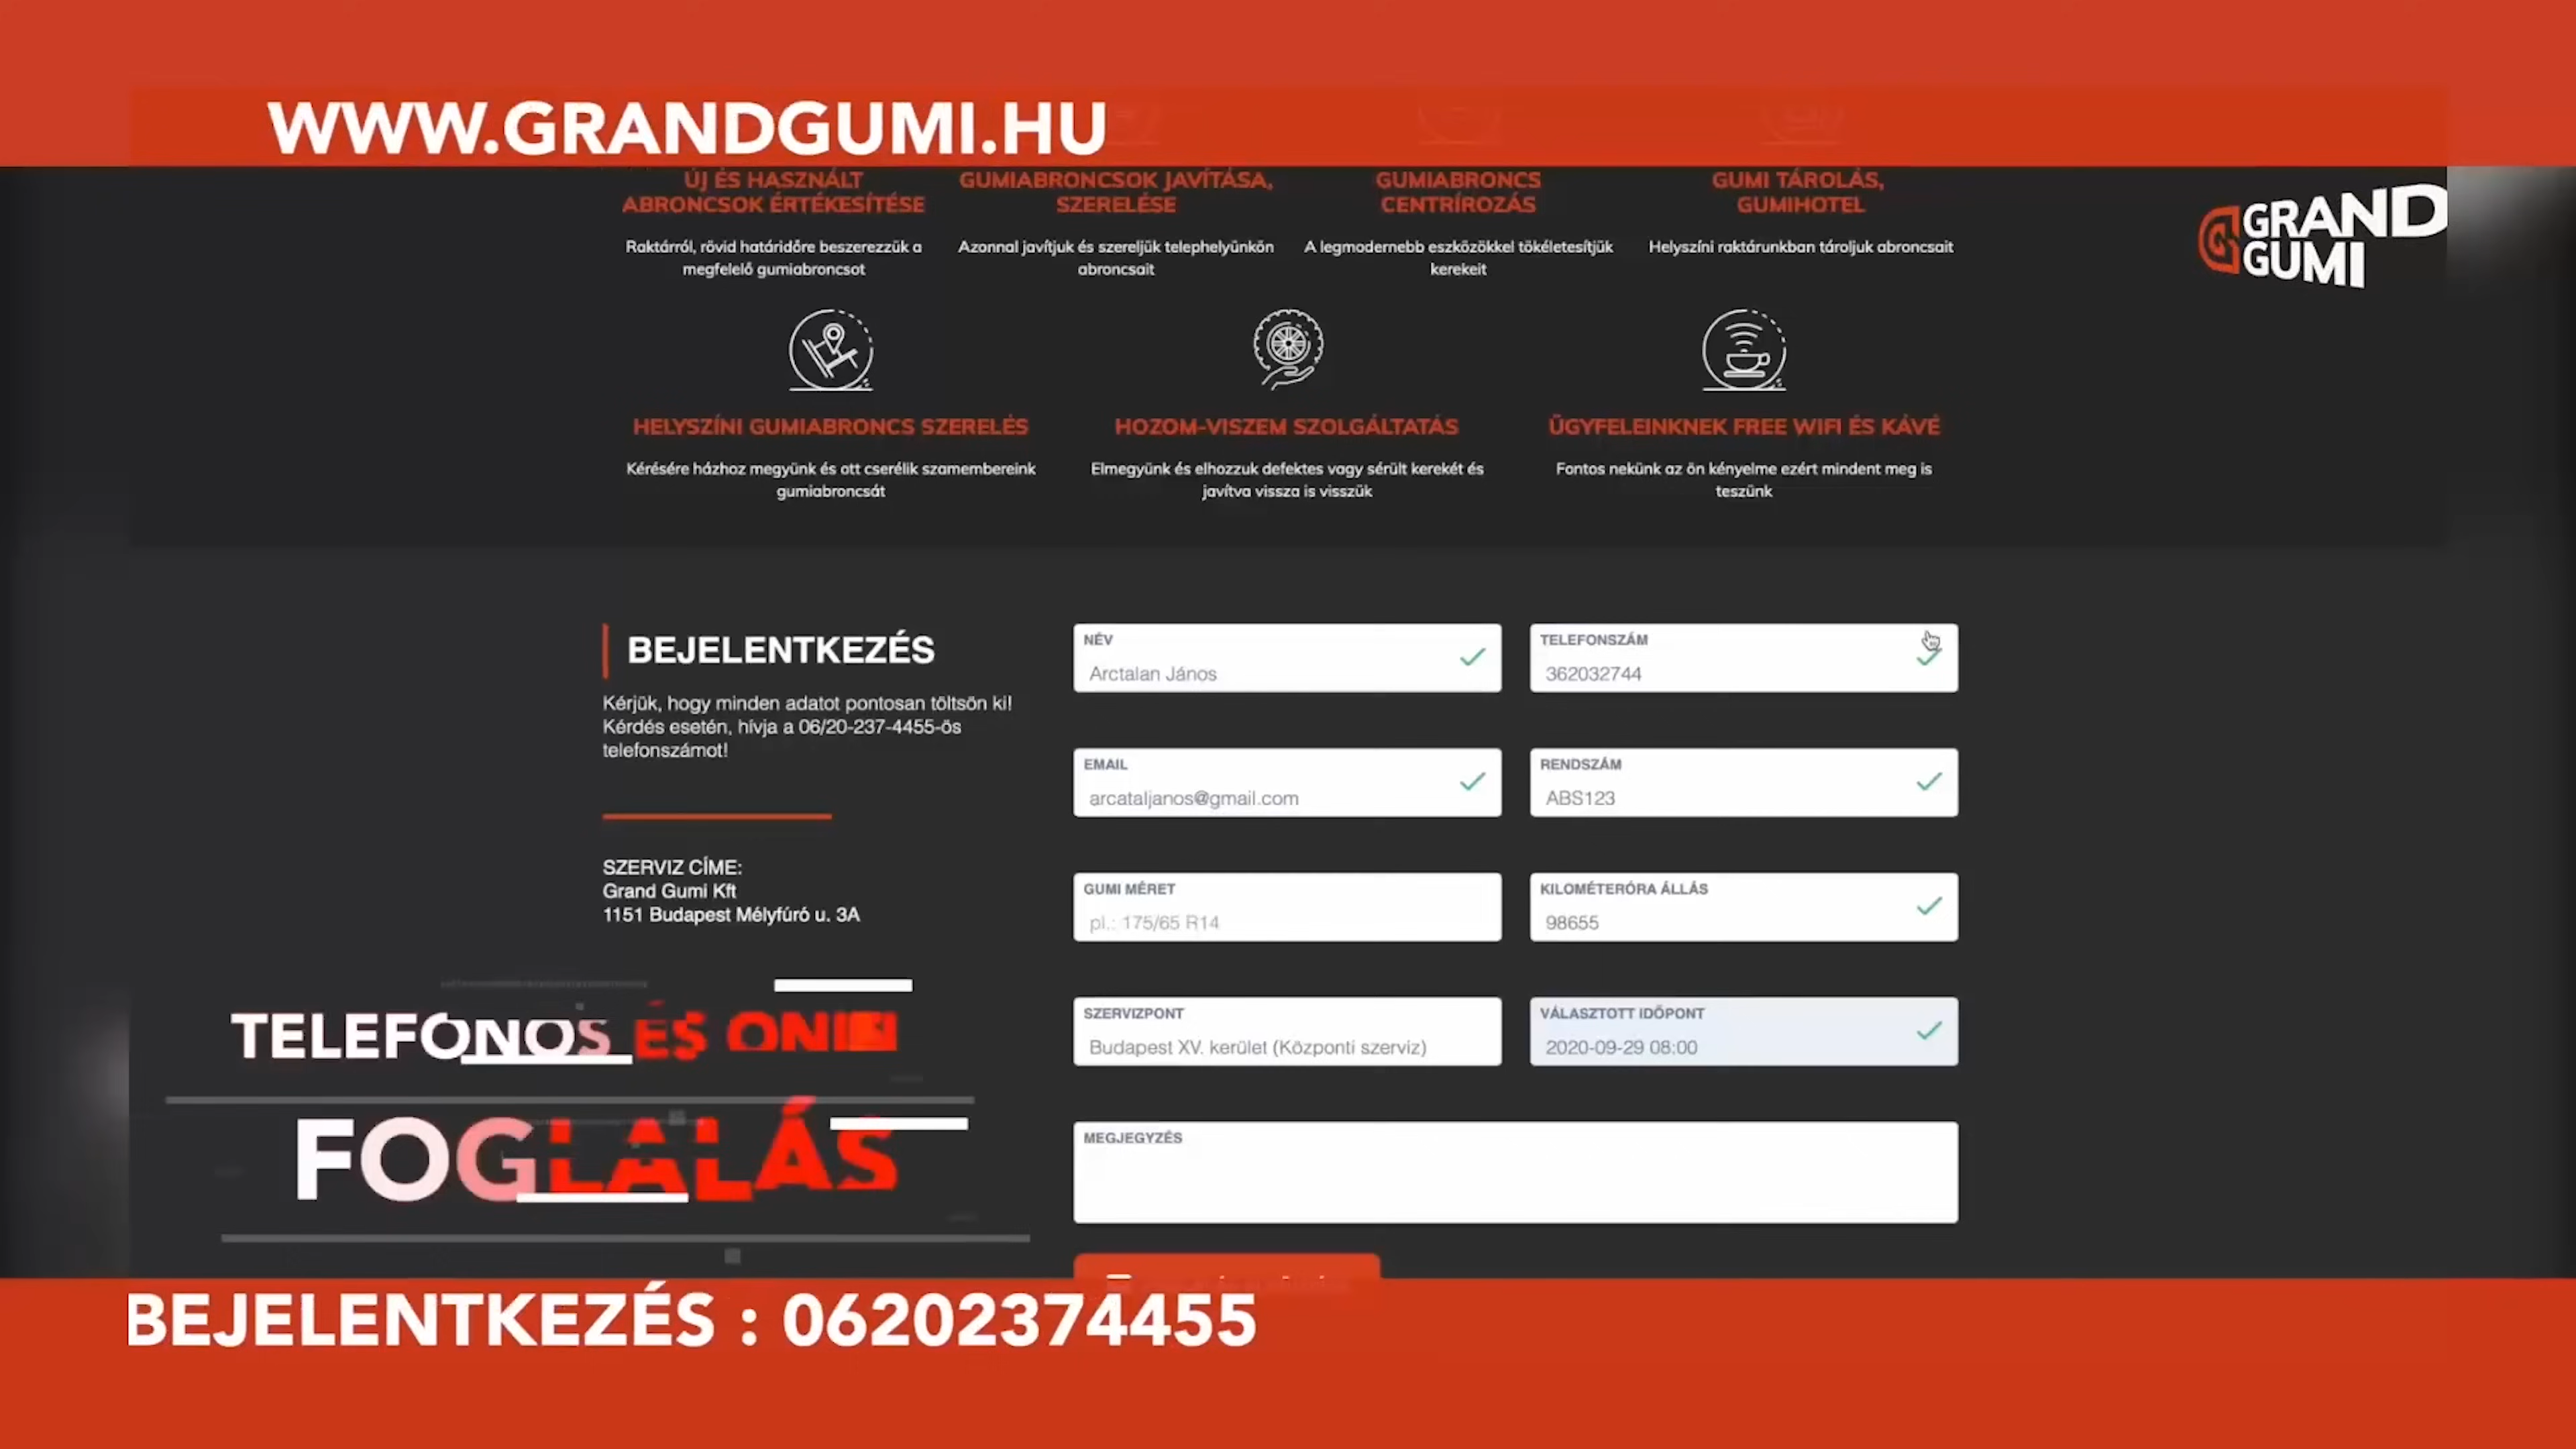 WWW.GRANDGUMI.HU
ÚJ ÉS HASZNÁLT
ABRONCSOK ÉRTÉKESÍTÉSE
Raktárról, rövid határidőre beszerezzük a
megfelelő gumiabroncsot
GUMIABRONCSOK JAVÍTÁSA,
SZERELÉSE
Azonnal javítjuk és szereljük telephelyünkön
abroncsait
GUMIABRONCS
CENTRÍROZÁS
A legmodernebb eszközökkel tökéletesítjük
kerekeit
GUMI TÁROLÁS,
GUMIHOTEL
Helyszíni raktárunkban tároljuk abroncsait
GRAND
GUMI
HELYSZÍNI GUMIABRONCS SZERELÉS
Kérésére házhoz megyünk és ott cserélik szamembereink
gumiabroncsát
HOZOM-VISZEM SZOLGÁLTATÁS
Elmegyünk és elhozzuk defektes vagy sérült kerekét és
javítva vissza is visszük
ÜGYFELEINKNEK FREE WIFI ÉS KÁVÉ
Fontos nekünk az ön kényelme ezért mindent meg is
teszünk
BEJELENTKEZÉS
Kérjük, hogy minden adatot pontosan töltsön ki!
Kérdés esetén, hívja a 06/20-237-4455-ös
telefonszámot!
SZERVIZ CÍME:
Grand Gumi Kft
1151 Budapest Mélyfúró u. 3A
NÉV
Arctalan János
TELEFONSZÁM
362032744
EMAIL
arcataljanos@gmail.com
RENDSZÁM
ABS123
GUMI MÉRET
pl.: 175/65 R14
KILOMÉTERÓRA ÁLLÁS
98655
SZERVIZPONT
Budapest XV. kerület (Központi szerviz)
VÁLASZTOTT IDŐPONT
2020-09-29 08:00
MEGJEGYZÉS
TELEFONOS ÉS
FOGLALÁS
BEJELENTKEZÉS : 06202374455